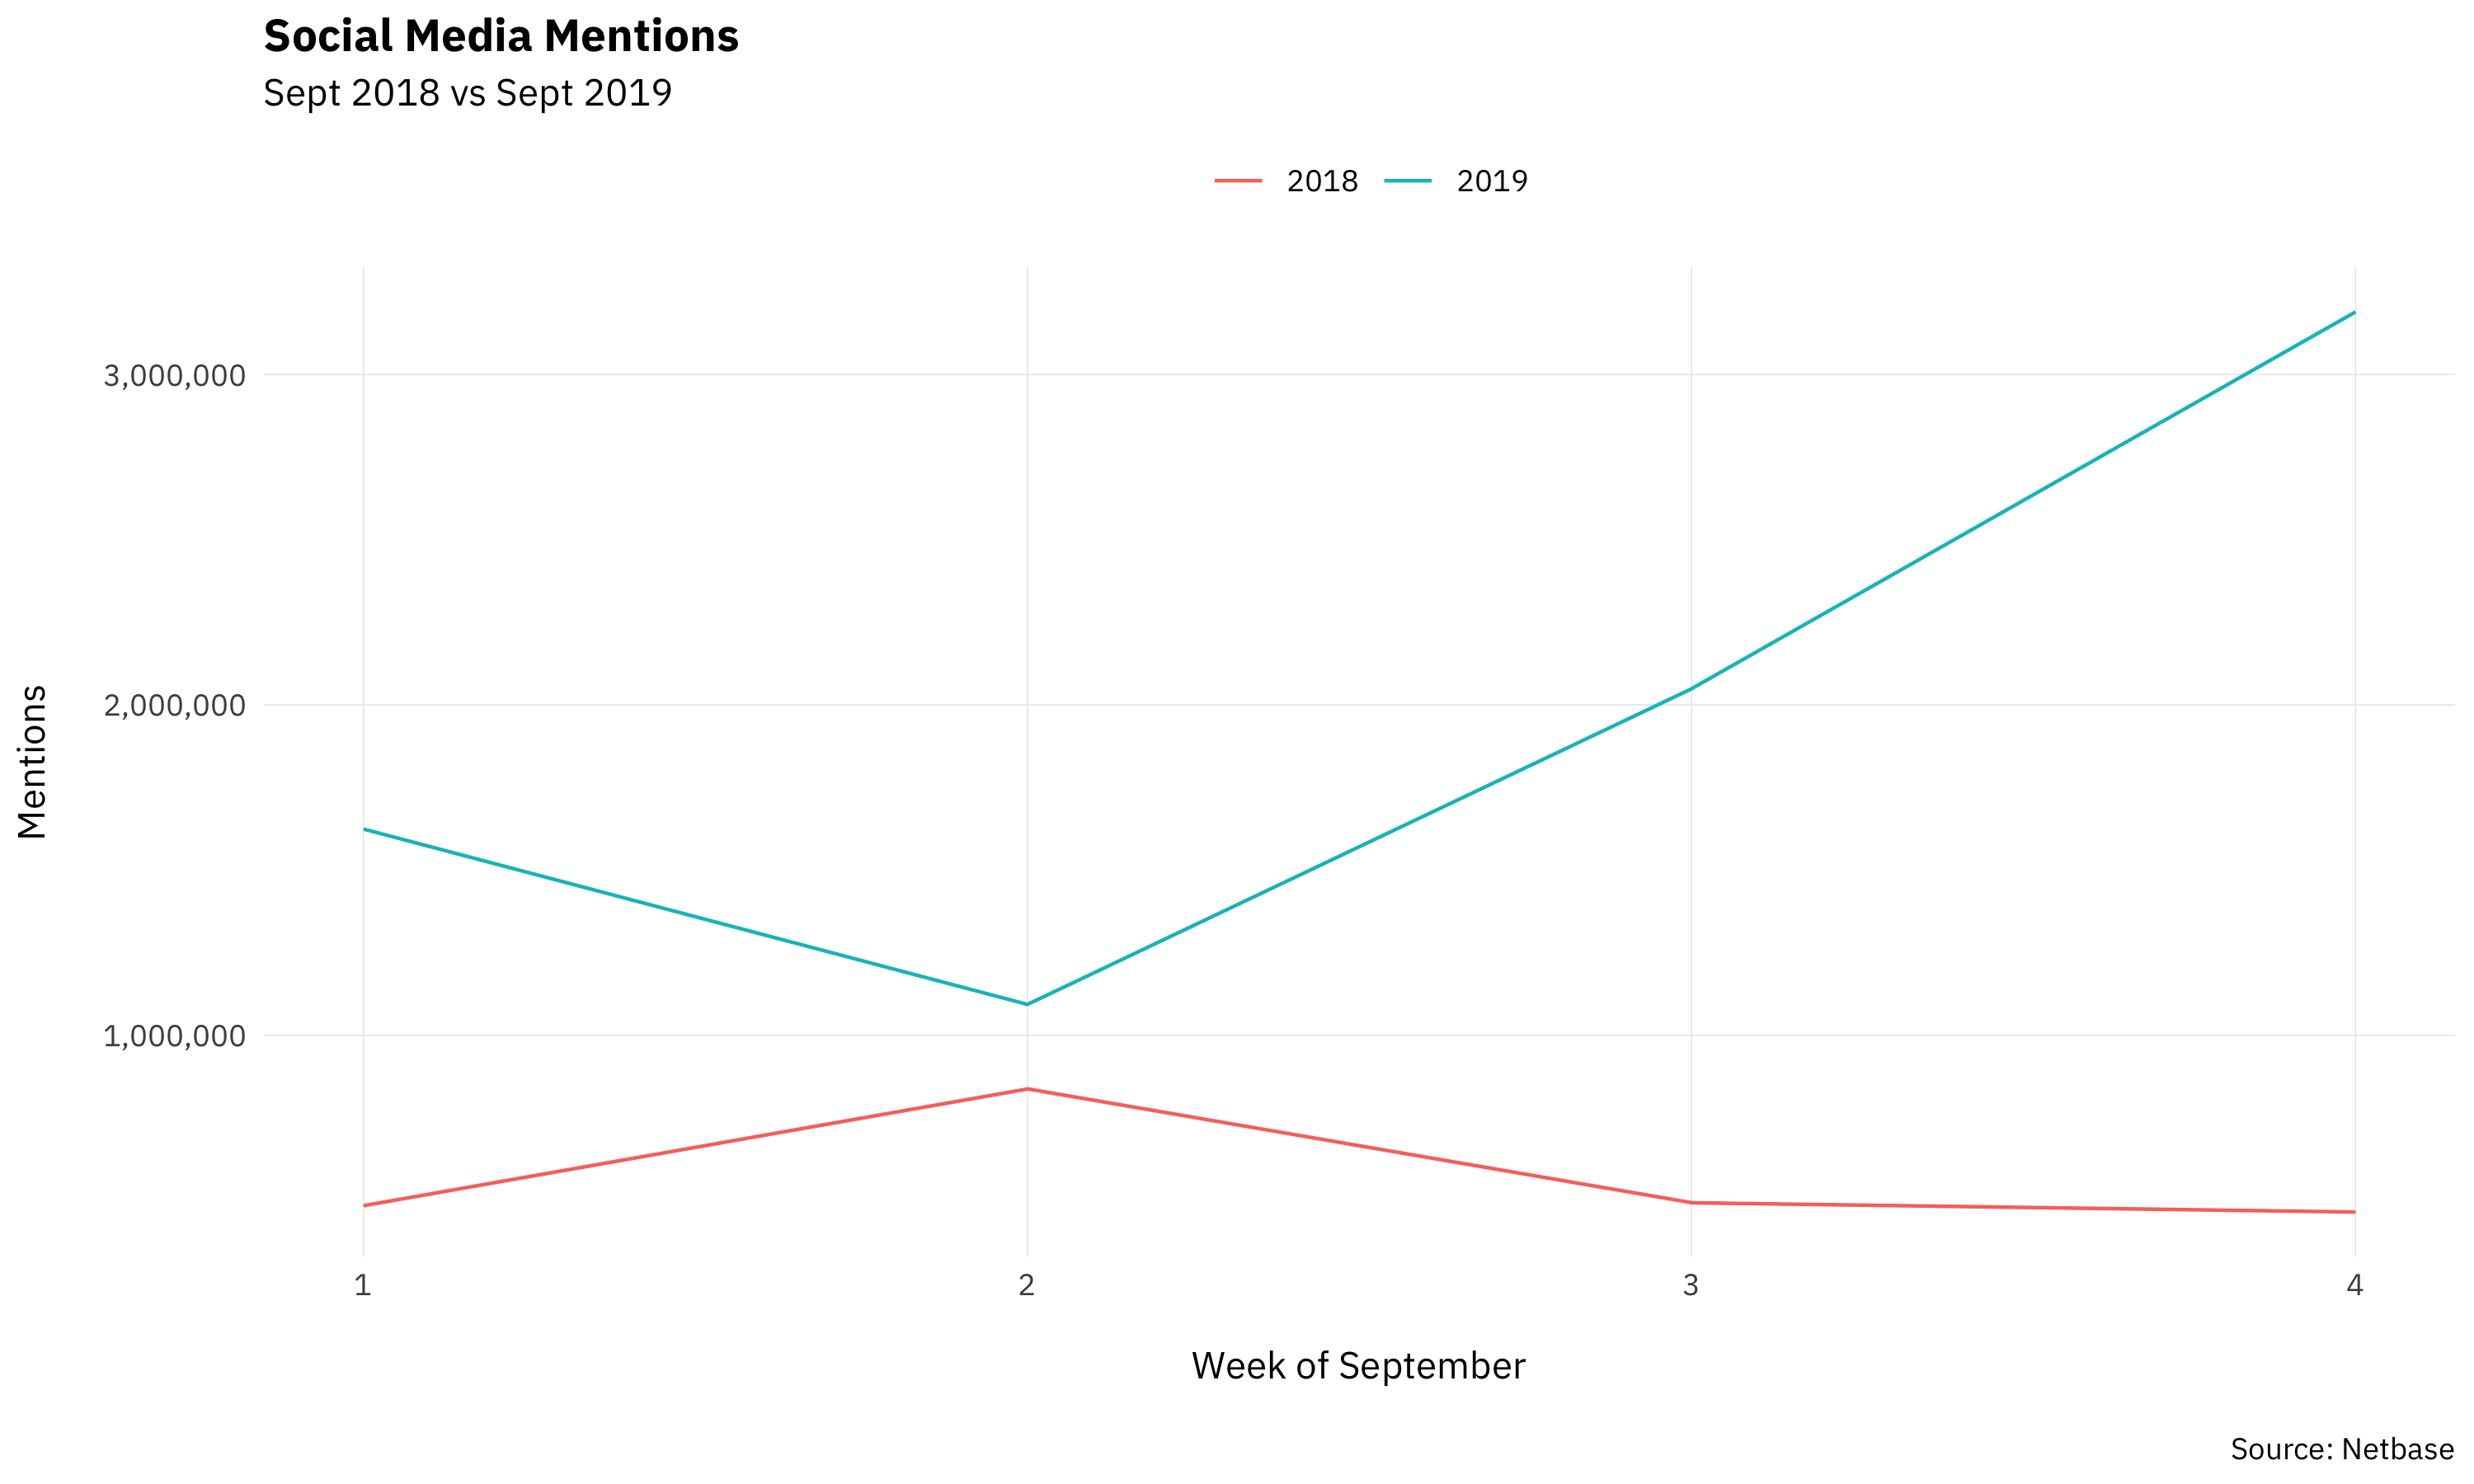 Social Media Mentions
Sept 2018 vs Sept 2019
2018 2019
3,000,000
2,000,000
1,000,000
Mentions
1 2 3 4
Week of September
Source: Netbase